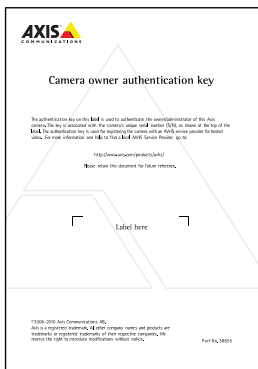 AXIS
COMMUNICATIONS
Camera owner authentication key
The authentication key on this label is used to authenticate the owner/administrator of this Axis
camera. The key is associated with the camera's unique serial number (S/N), as shown at the top of the
label. The authentication key is used for registering the camera with an AVHS service provider for hosted
video. For more information and help to find a local AVHS Service Provider, go to:
http://www.axis.com/products/avhs/
Please retain this document for future reference.
Label here
©2006-2010 Axis Communications AB.
Axis is a registered trademark. All other company names and products are
trademarks or registered trademarks of their respective companies. We
reserve the right to introduce modifications without notice.
Part No. 38655